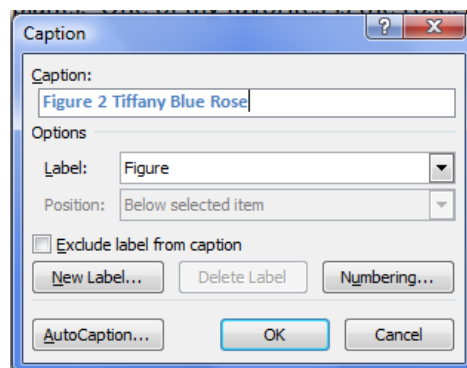 Caption
Caption:
Figure 2 Tiffany Blue Rose
Options
Label: Figure
Position: Below selected item
Exclude label from caption
New Label... Delete Label Numbering...
AutoCaption... OK Cancel